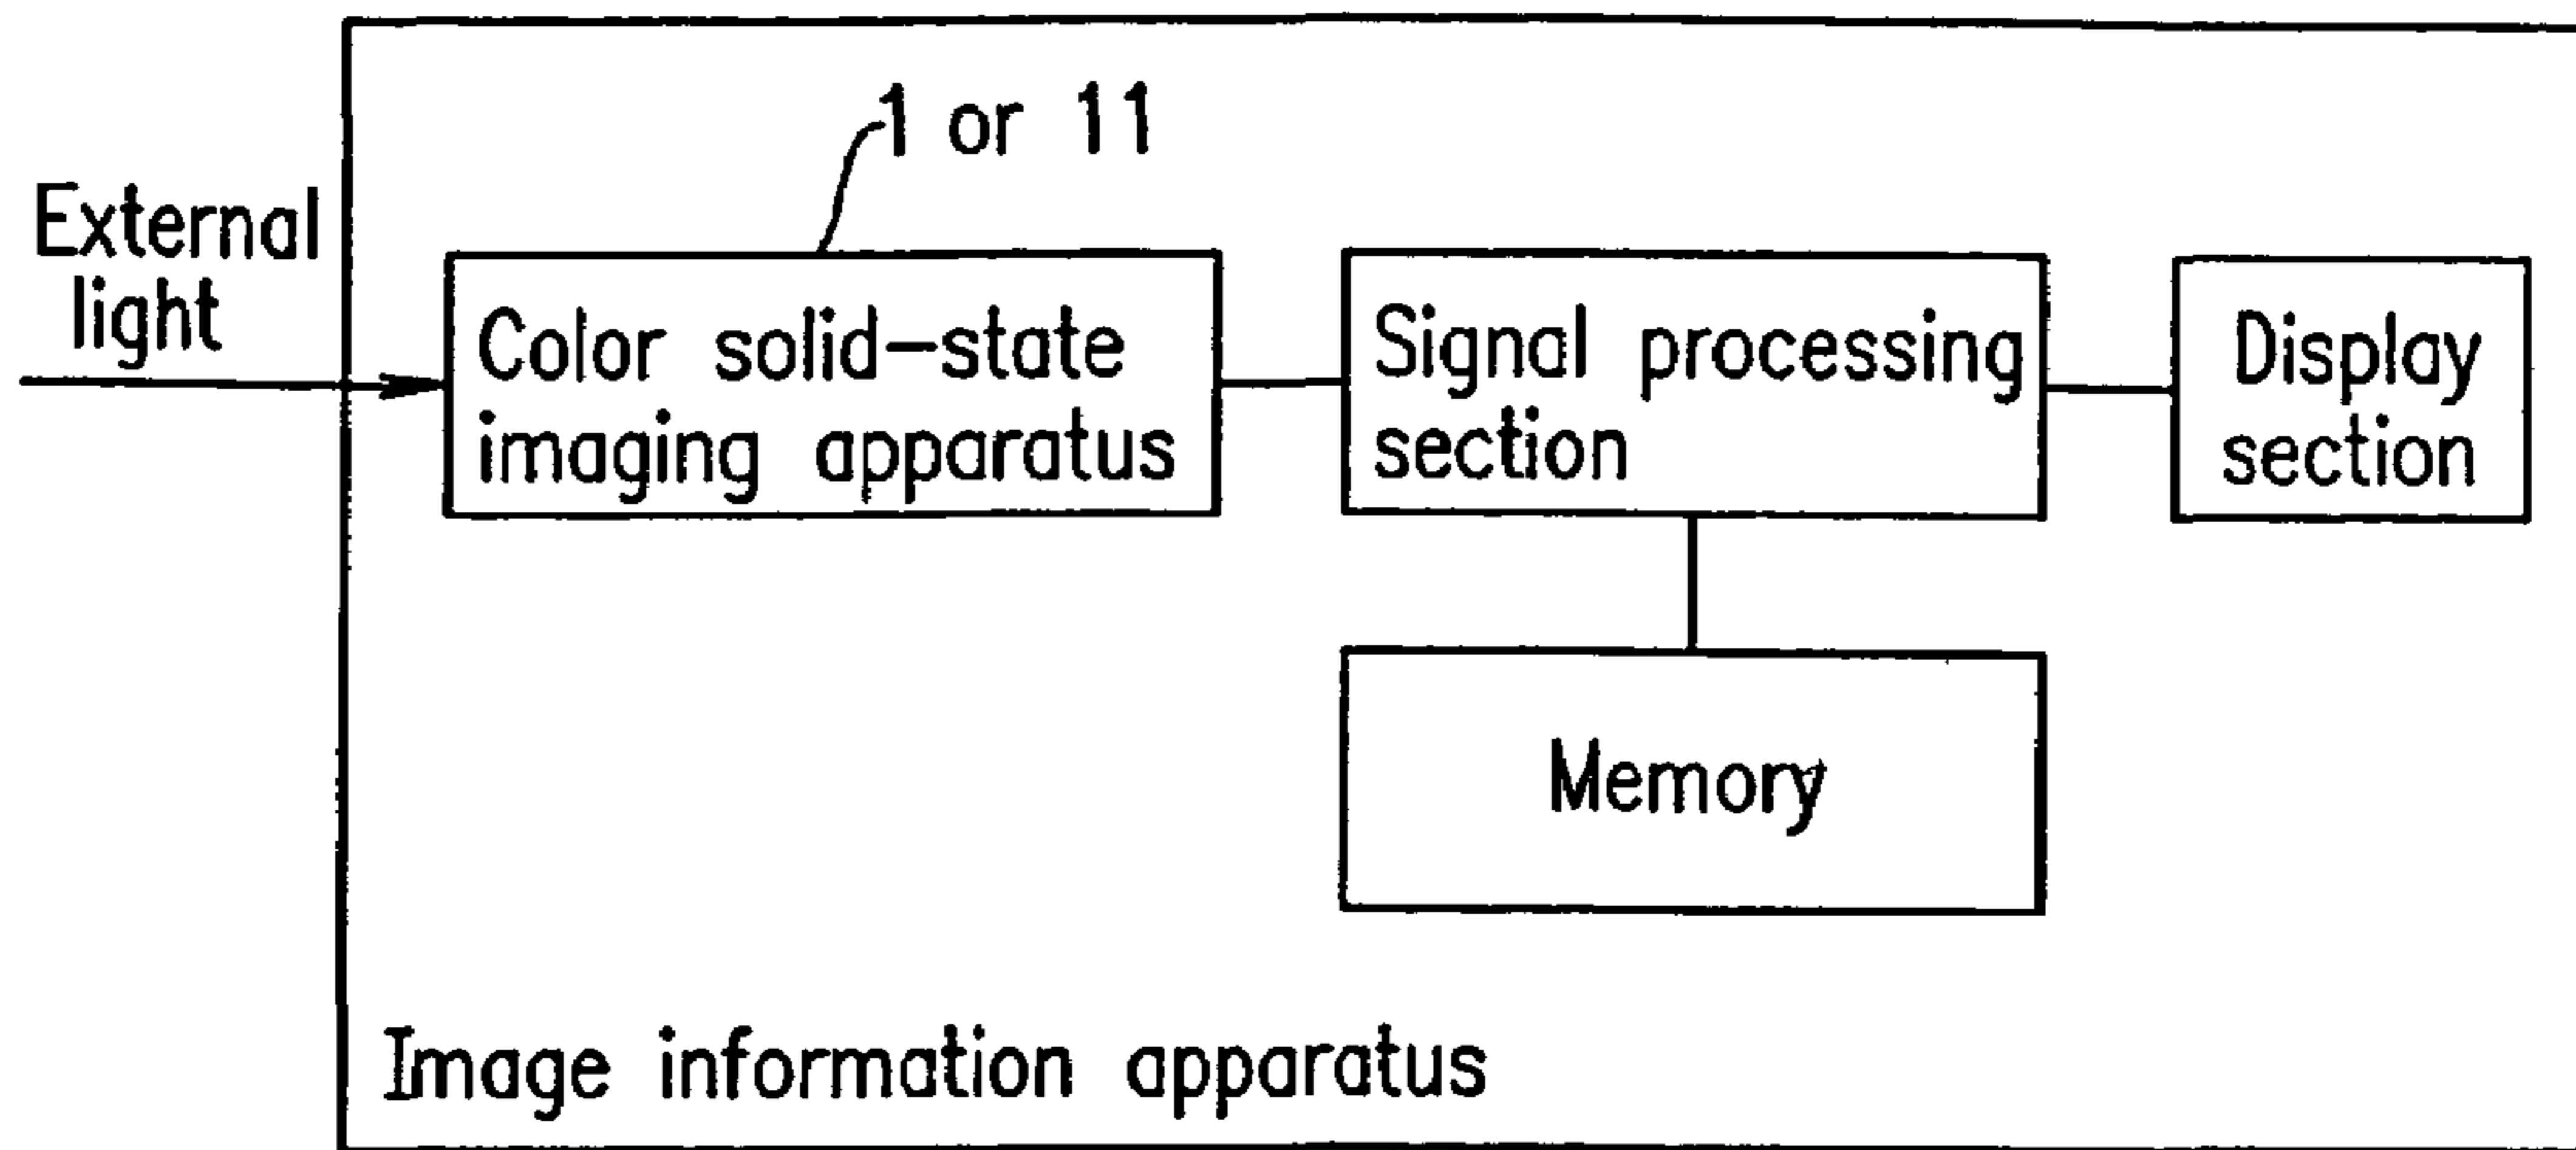 1 or 11
External
light
Color solid-state
imaging apparatus
Signal processing
section
Display
section
Memory
Image information apparatus